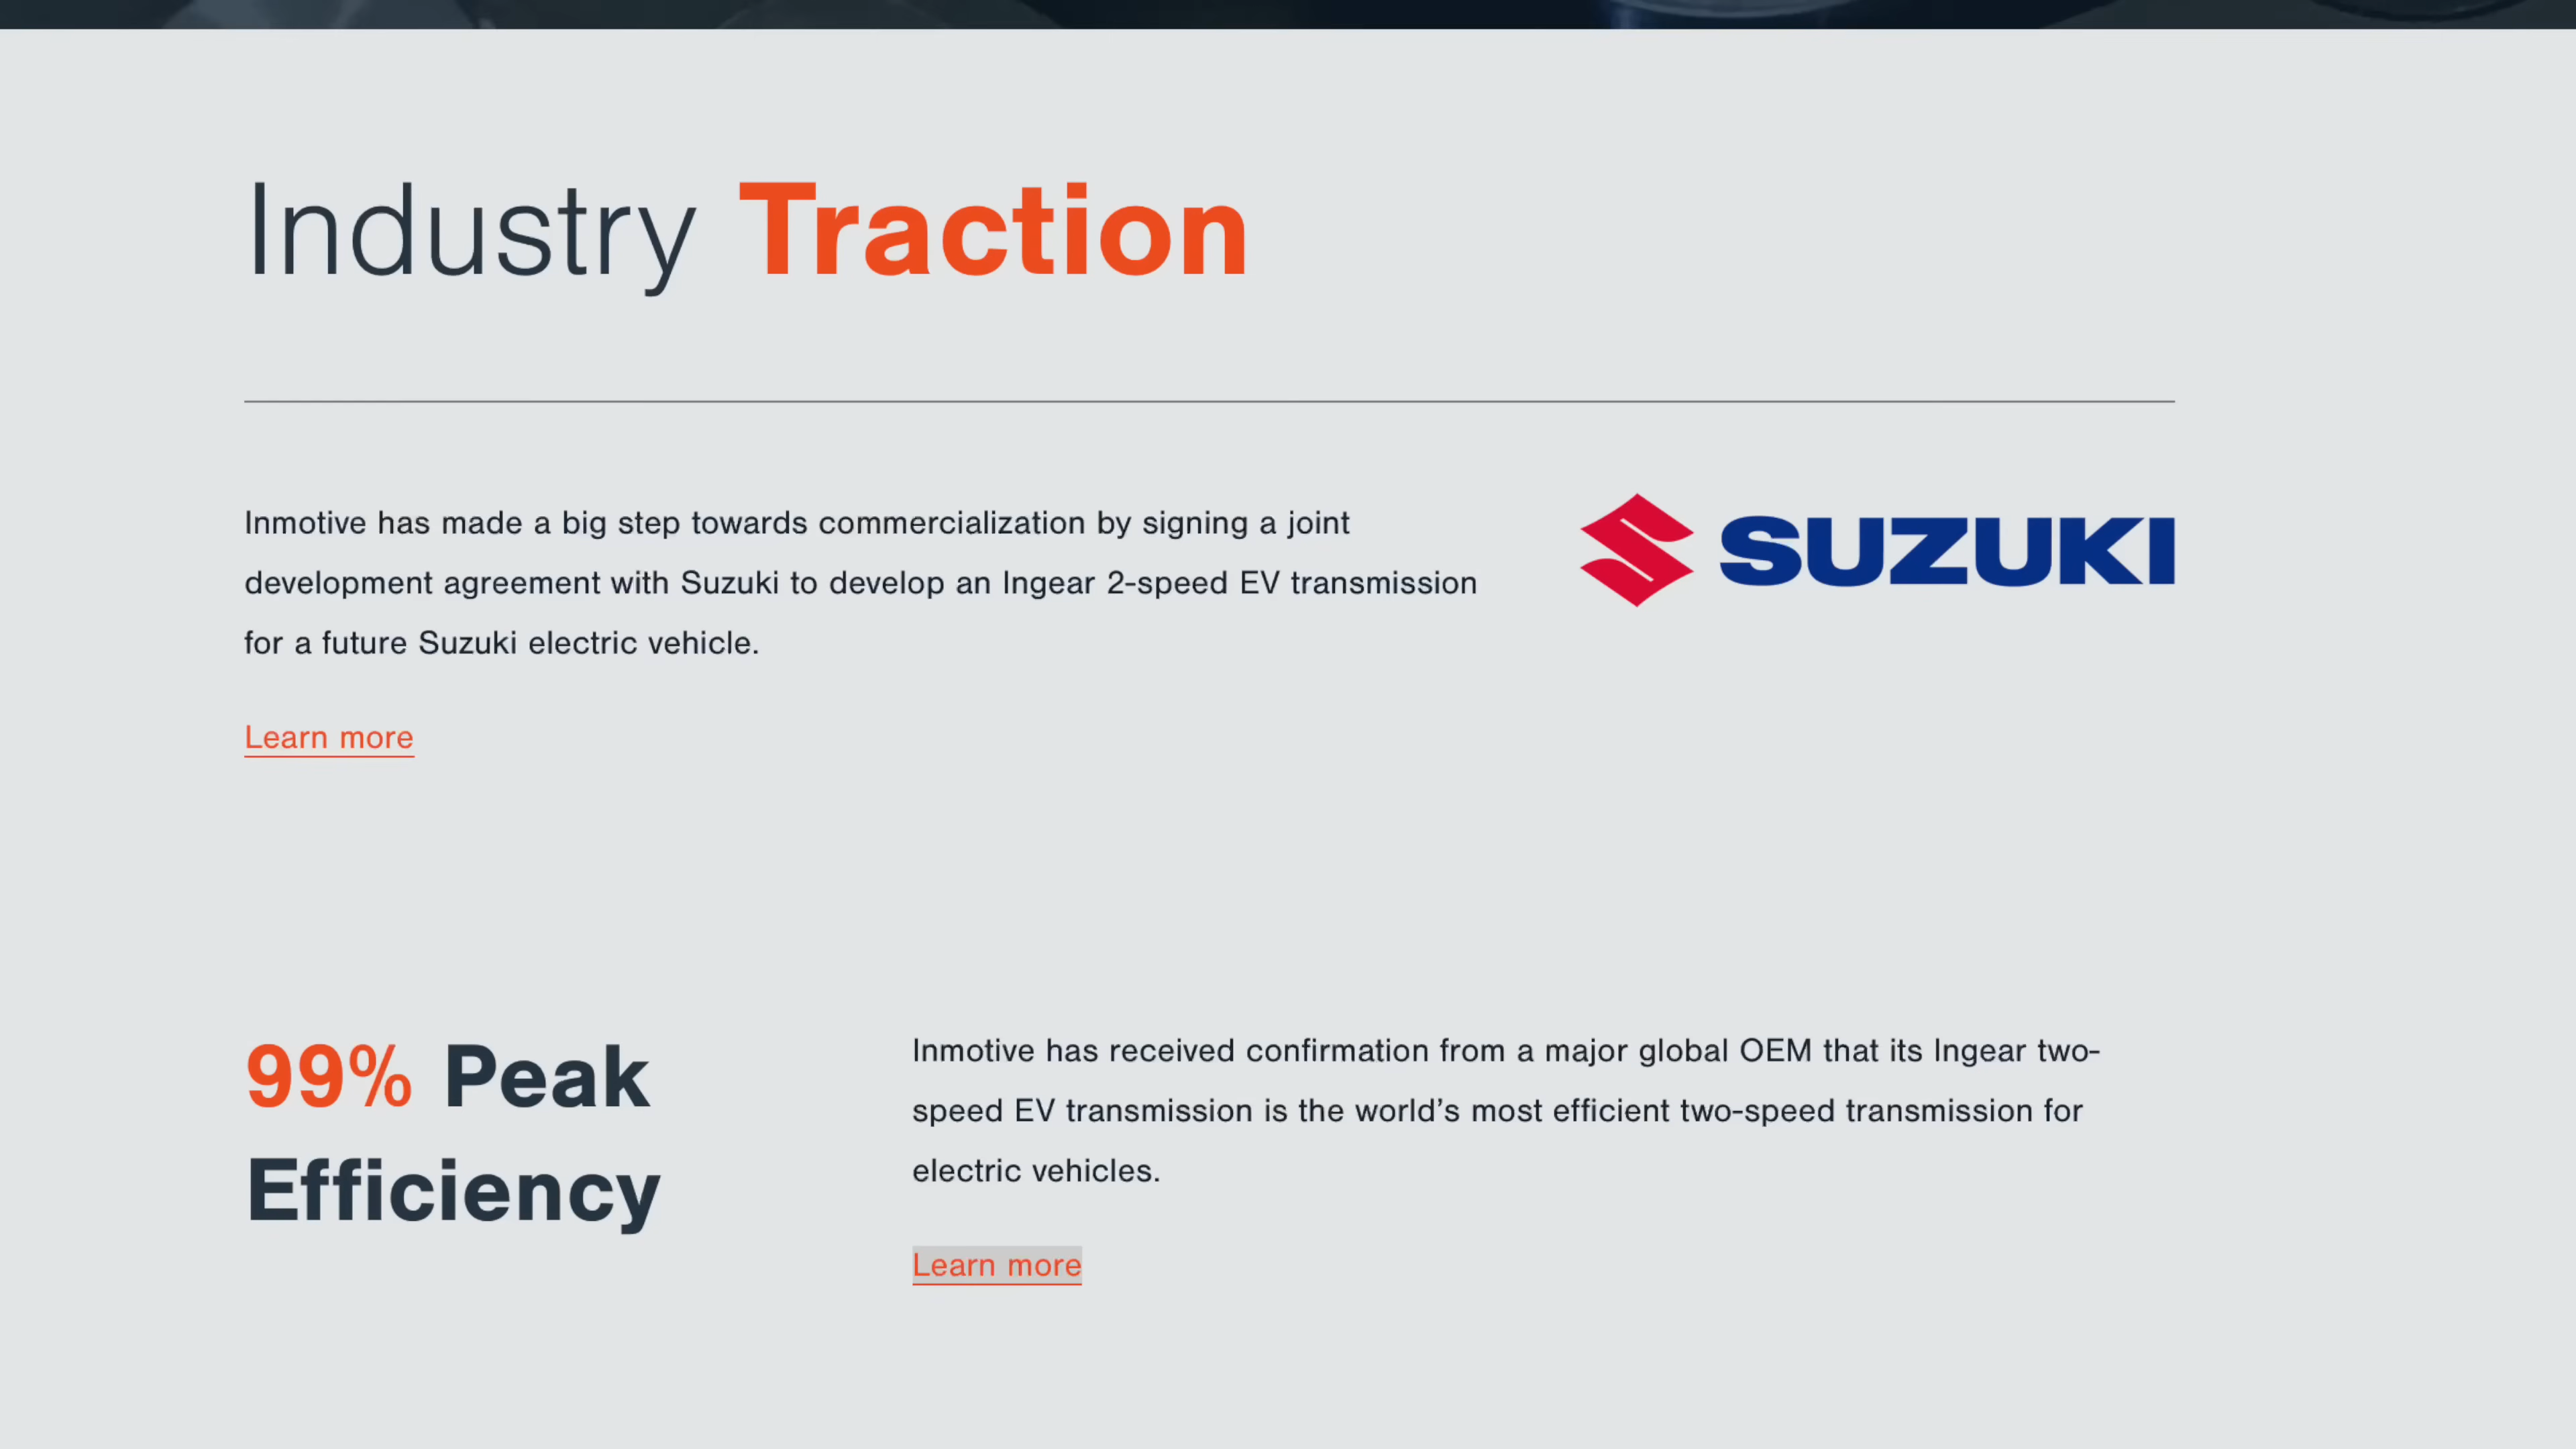 Industry Traction
Inmotive has made a big step towards commercialization by signing a joint
development agreement with Suzuki to develop an Ingear 2-speed EV transmission
for a future Suzuki electric vehicle.
SUZUKI
Learn more
99% Peak
Efficiency
Inmotive has received confirmation from a major global OEM that its Ingear two-
speed EV transmission is the world’s most efficient two-speed transmission for
electric vehicles.
Learn more